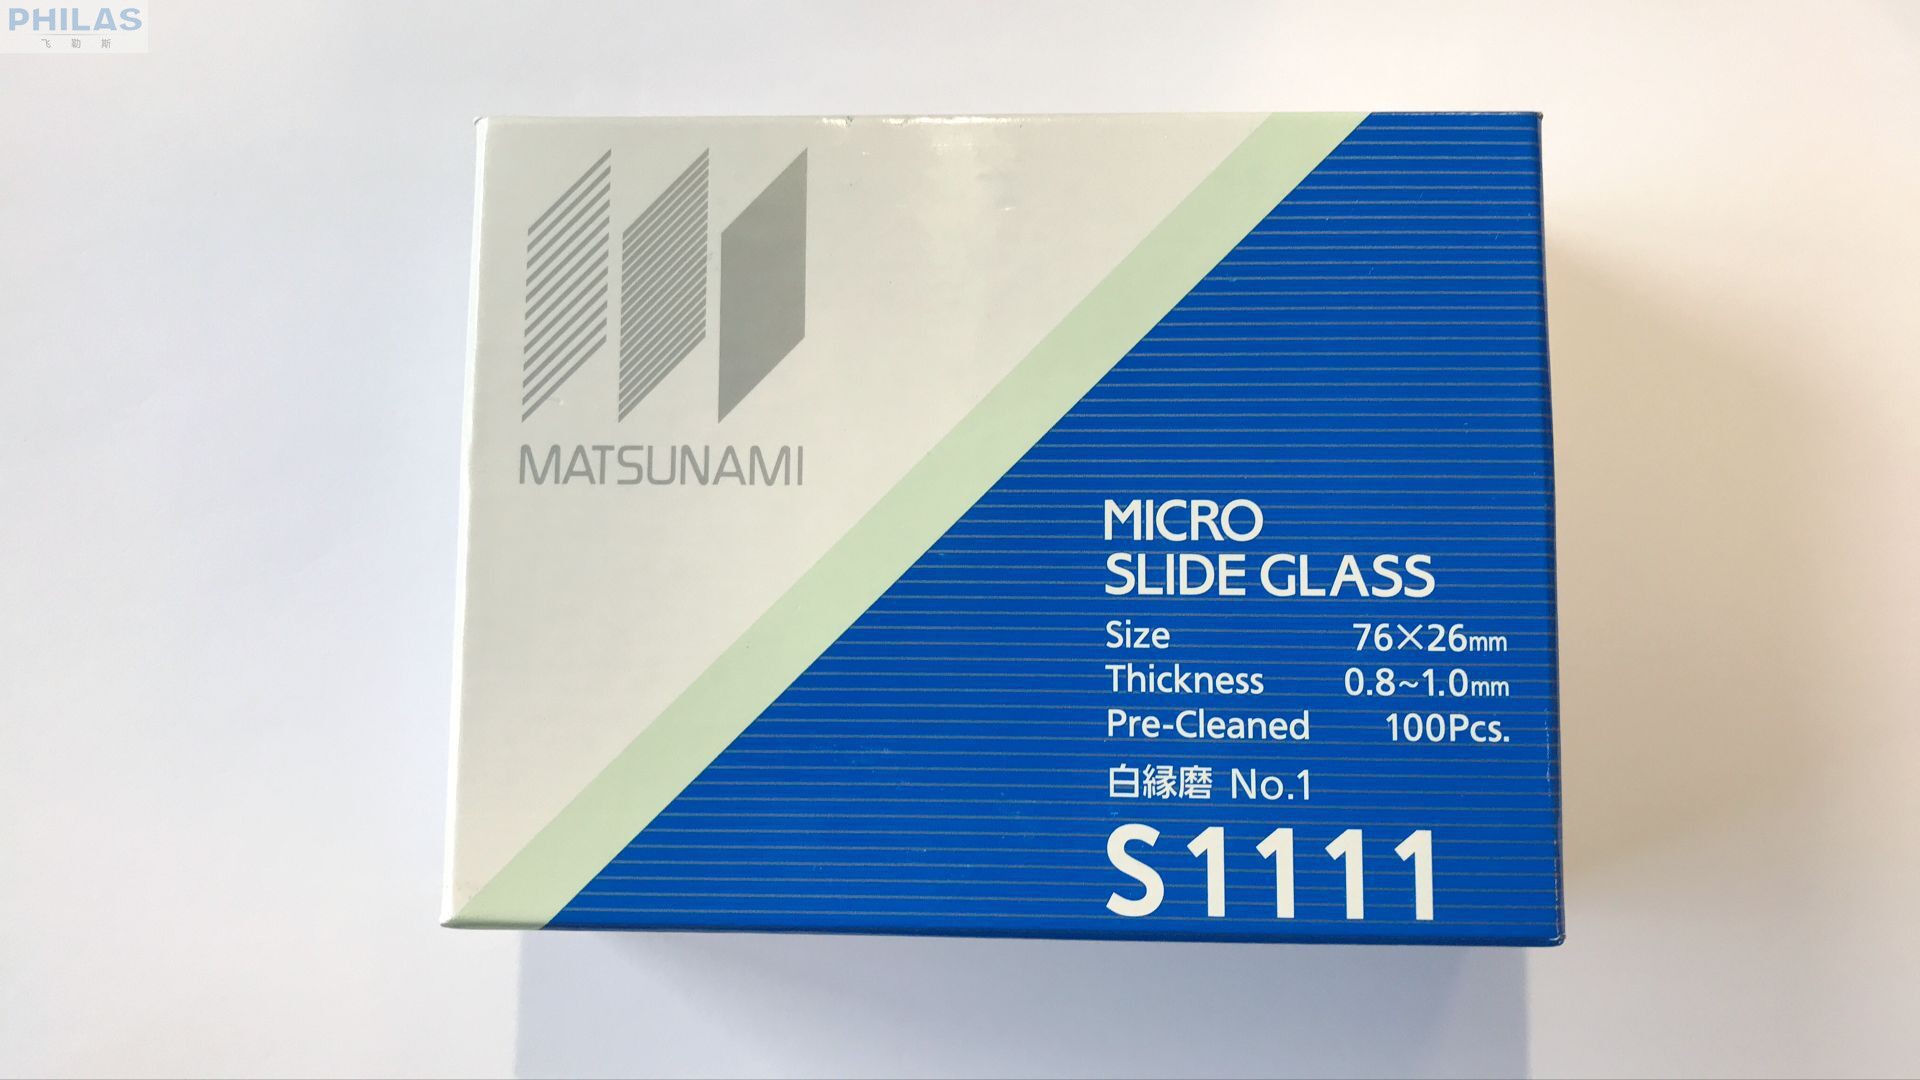 PHILAS
飞勒斯
MATSUNAMI
MICRO
SLIDE GLASS
Size 76×26mm
Thickness 0.8~1.0mm
Pre-Cleaned 100Pcs.
白縁磨 No.1
S1111